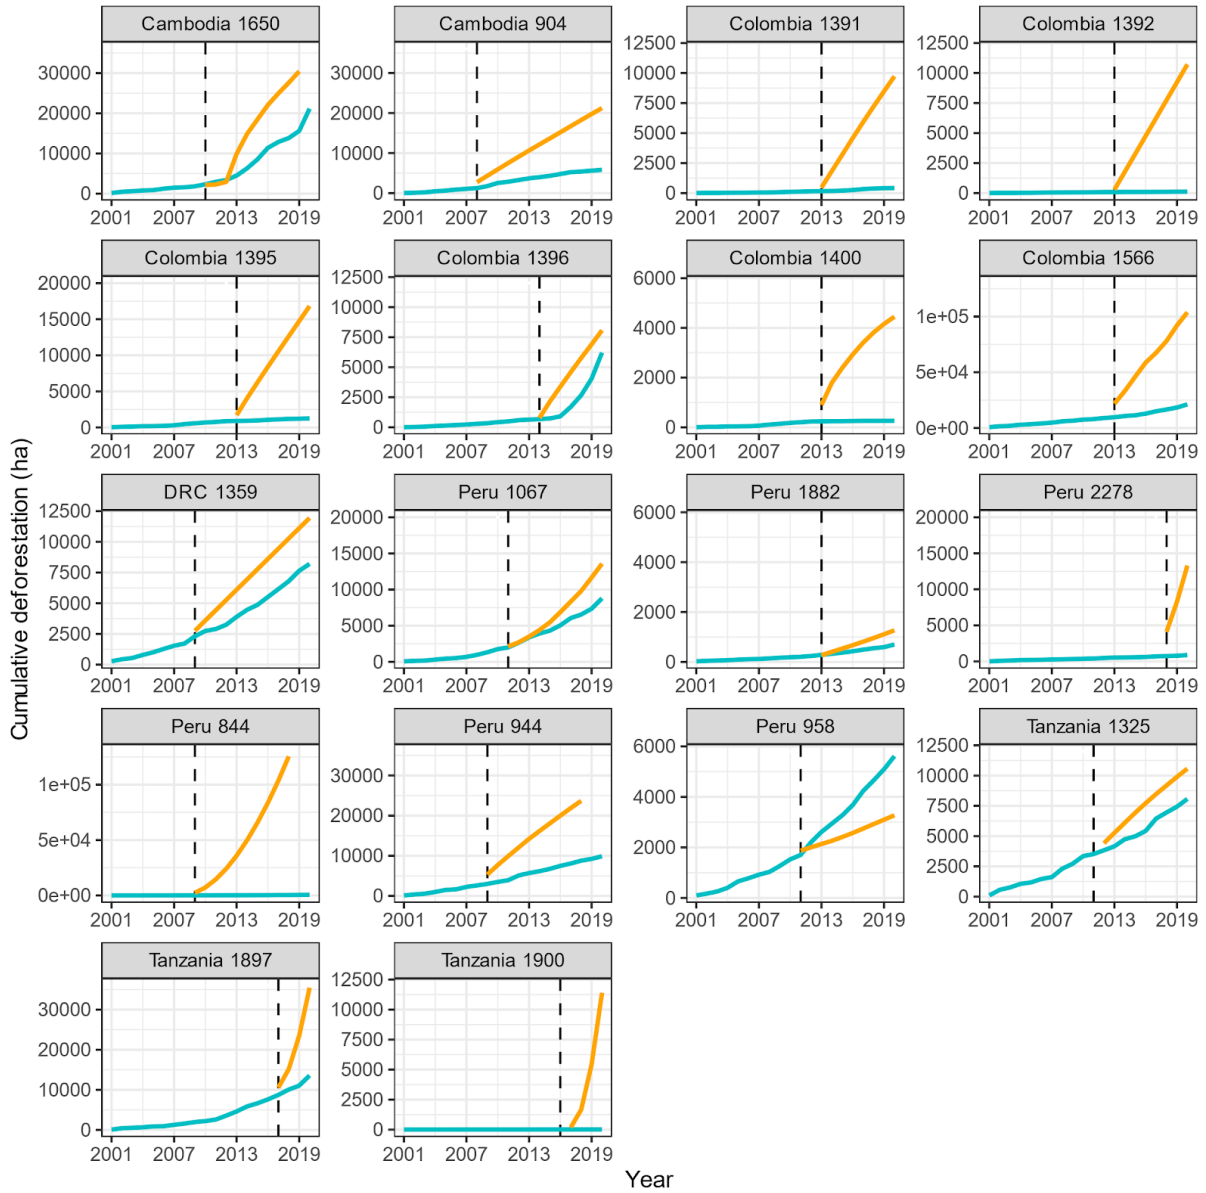 Cambodia 1650 Cambodia 904 Colombia 1391 Colombia 1392
30000 30000 12500 12500
20000 20000 10000 10000
10000 10000 7500 7500
0 0 5000 5000
2500 2500
0 0
2001 2007 2013 2019 2001 2007 2013 2019 2001 2007 2013 2019 2001 2007 2013 2019
Colombia 1395 Colombia 1396 Colombia 1400 Colombia 1566
20000 12500 6000 1e+05
15000 10000 4000 5e+04
10000 7500 2000 0e+00
5000 5000 0
0 2500
0
2001 2007 2013 2019 2001 2007 2013 2019 2001 2007 2013 2019 2001 2007 2013 2019
Cumulative deforestation (ha)
DRC 1359 Peru 1067 Peru 1882 Peru 2278
12500 20000 6000 20000
10000 15000 4000 15000
7500 10000 2000 10000
5000 5000 0 5000
2500 0 0
0
2001 2007 2013 2019 2001 2007 2013 2019 2001 2007 2013 2019 2001 2007 2013 2019
Peru 844 Peru 944 Peru 958 Tanzania 1325
1e+05 30000 6000 12500
5e+04 20000 4000 10000
0e+00 10000 2000 7500
0 0 5000
2500
0
2001 2007 2013 2019 2001 2007 2013 2019 2001 2007 2013 2019 2001 2007 2013 2019
Tanzania 1897 Tanzania 1900
30000 12500
20000 10000
10000 7500
0 5000
2500
0
2001 2007 2013 2019 2001 2007 2013 2019
Year